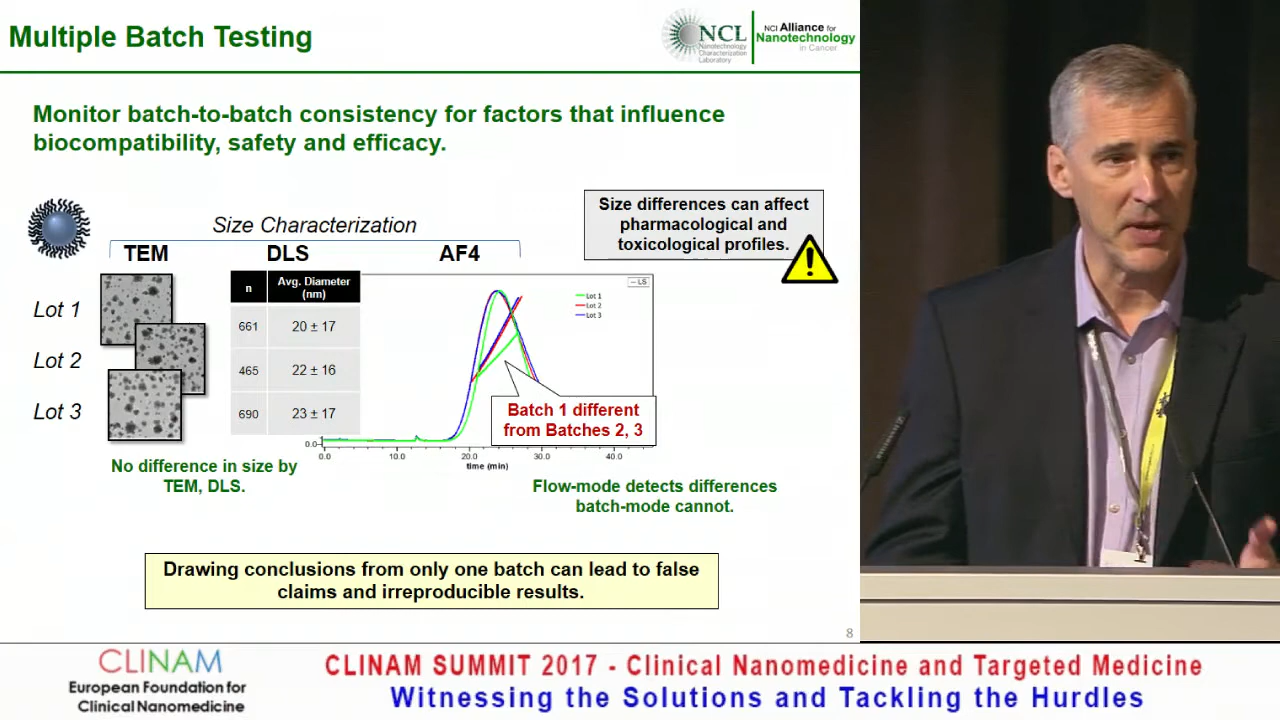 Multiple Batch Testing
NCL
Nanotechnology
Characterization
Laboratory
NCI Alliance for
Nanotechnology
in Cancer
Monitor batch-to-batch consistency for factors that influence
biocompatibility, safety and efficacy.
Size Characterization
TEM DLS AF4
Size differences can affect
pharmacological and
toxicological profiles.
!
Lot 1
Lot 2
Lot 3
n Avg. Diameter
(nm)
661 20 ± 17
465 22 ± 16
690 23 ± 17
LS
Lot 1
Lot 2
Lot 3
Batch 1 different
from Batches 2, 3
0.0
0.0 10.0 20.0 30.0 40.0
time (min)
No difference in size by
TEM, DLS.
Flow-mode detects differences
batch-mode cannot.
Drawing conclusions from only one batch can lead to false
claims and irreproducible results.
8
CLINAM
European Foundation for
Clinical Nanomedicine
CLINAM SUMMIT 2017 - Clinical Nanomedicine and Targeted Medicine
Witnessing the Solutions and Tackling the Hurdles